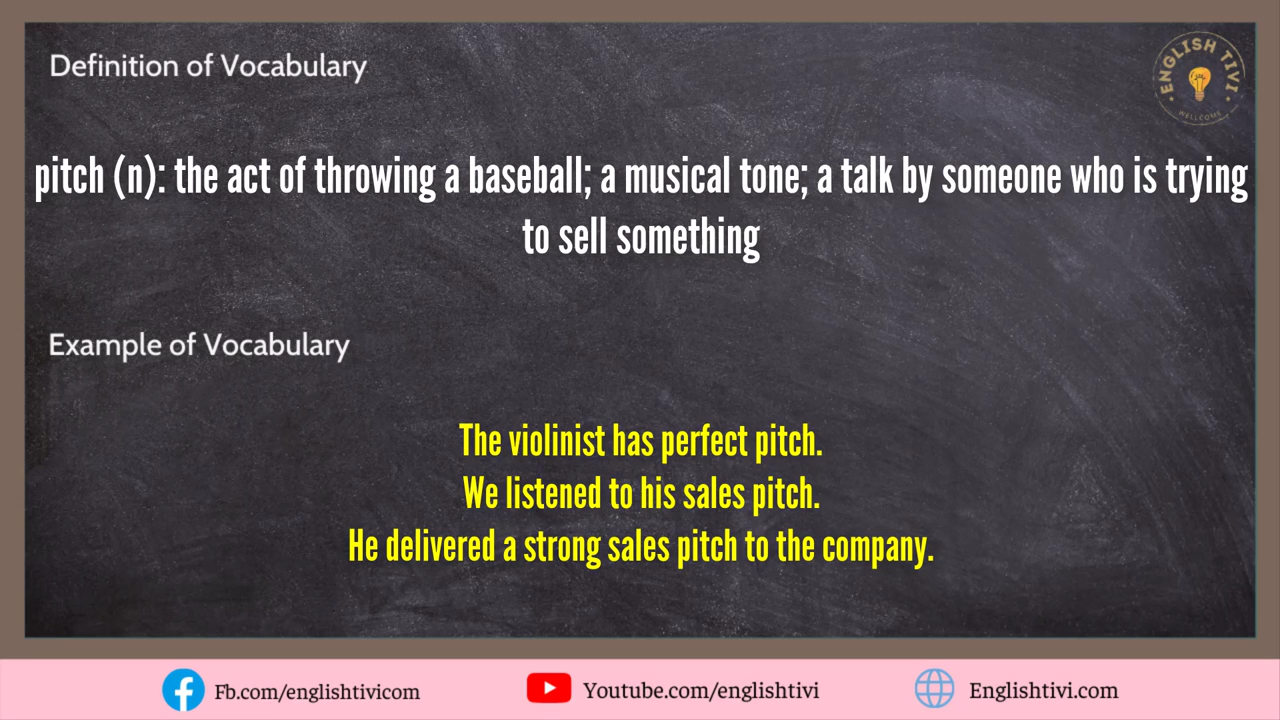 Definition of Vocabulary
ENGLISH TIVI
WELLCOME
pitch (n): the act of throwing a baseball; a musical tone; a talk by someone who is trying
to sell something
Example of Vocabulary
The violinist has perfect pitch.
We listened to his sales pitch.
He delivered a strong sales pitch to the company.
Fb.com/englishtivicom
Youtube.com/englishtivi
Englishtivi.com